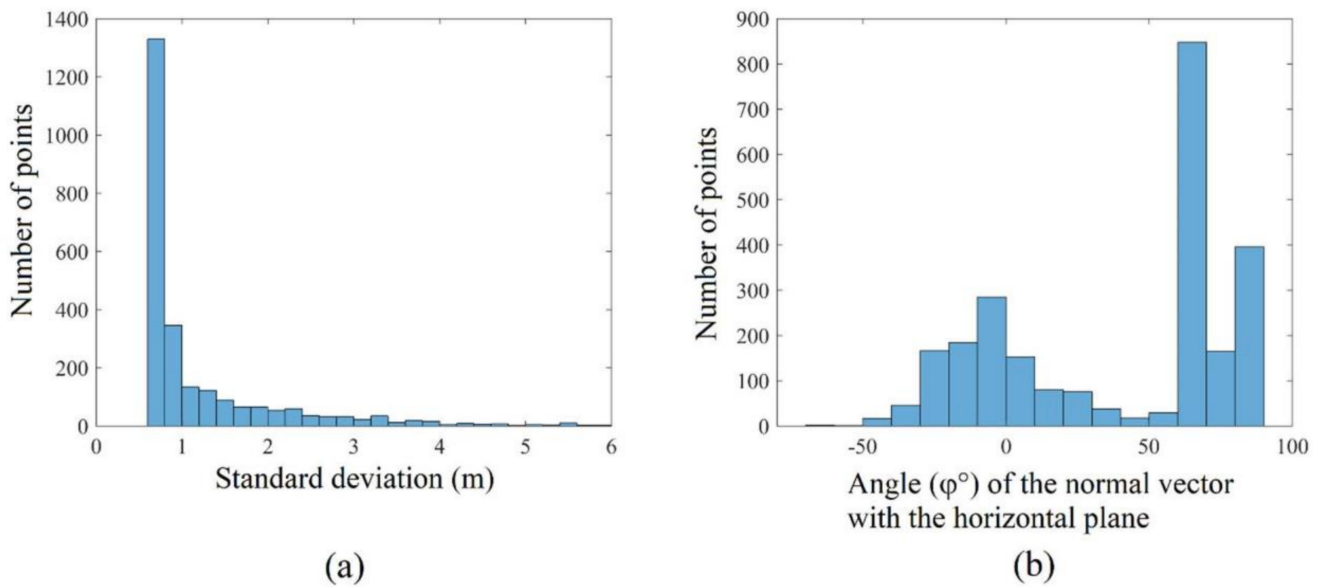 1400
1200
1000
800
600
400
200
0
Number of points
0 1 2 3 4 5 6
Standard deviation (m)
(a)
900
800
700
600
500
400
300
200
100
0
Number of points
-50 0 50 100
Angle (φ°) of the normal vector
with the horizontal plane
(b)